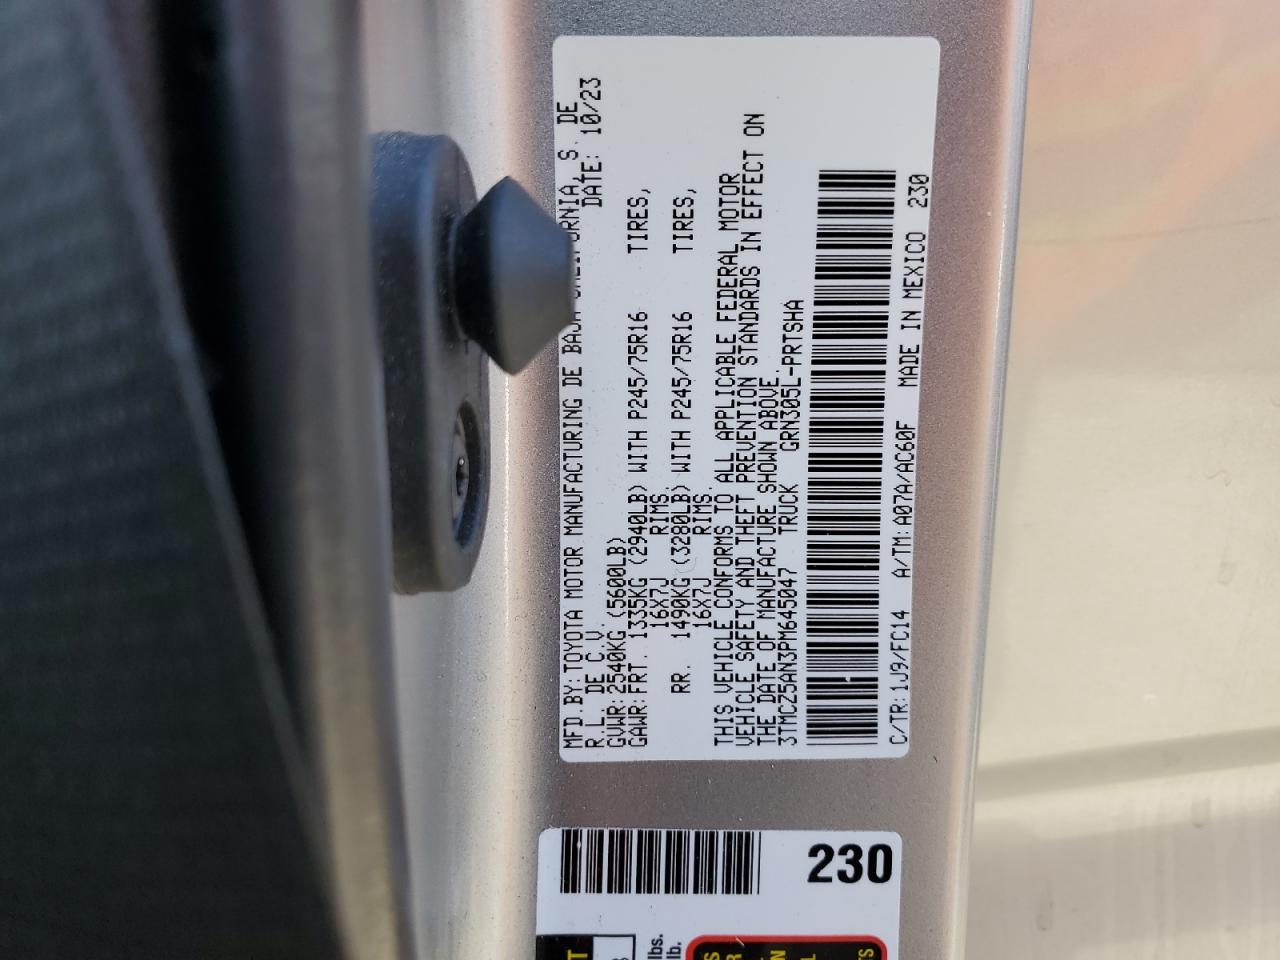 MFD.BY:TOYOTA MOTOR MANUFACTURING DE BAJA CALIFORNIA, S. DE
R.L. DE C.V. DATE: 10/23
GVWR:2540KG (5600LB)
GAWR:FRT. 1335KG (2940LB) WITH P245/75R16 TIRES,
16X7J RIMS.
RR. 1490KG (3280LB) WITH P245/75R16 TIRES,
16X7J RIMS.
THIS VEHICLE CONFORMS TO ALL APPLICABLE FEDERAL MOTOR
VEHICLE SAFETY AND THEFT PREVENTION STANDARDS IN EFFECT ON
THE DATE OF MANUFACTURE SHOWN ABOVE.
3TMCZ5AN3PM645047 TRUCK GRN305L-PRTSHA
C/TR:1J9/FC14 A/TM:A07A/AC60F MADE IN MEXICO 230
230
lbs.
lb.